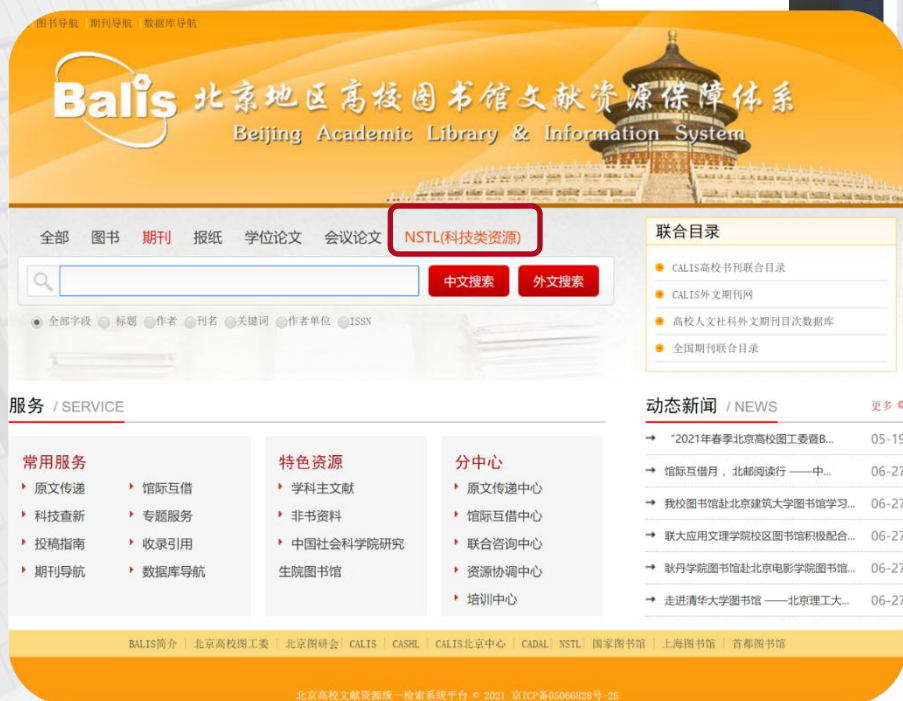 图书导航 | 期刊导航 | 数据库导航
Balis 北京地区高校图书馆文献资源保障体系
Beijing Academic Library & Information System
全部 图书 期刊 报纸 学位论文 会议论文 NSTL(科技类资源)
中文搜索 外文搜索
全部字段 标题 作者 刊名 关键词 作者单位 ISSN
联合目录
CALIS高校书刊联合目录
CALIS外文期刊网
高校人文社科外文期刊目次数据库
全国期刊联合目录
服务 / SERVICE
常用服务
原文传递 馆际互借
科技查新 专题服务
投稿指南 收录引用
期刊导航 数据库导航
特色资源
学科主文献
非书资料
中国社会科学院研究
生院图书馆
分中心
原文传递中心
馆际互借中心
联合咨询中心
资源协调中心
培训中心
动态新闻 / NEWS 更多
“2021年春季北京高校图工委暨B... 05-19
馆际互借月，北邮阅读行 ——中... 06-27
我校图书馆赴北京建筑大学图书馆学习... 06-27
联大应用文理学院校区图书馆积极配合... 06-27
耿丹学院图书馆赴北京电影学院图书馆... 06-27
走进清华大学图书馆 ——北京理工大... 06-27
BALIS简介 | 北京高校图工委 | 北京图研会 | CALIS | CASHL | CALIS北京中心 | CADAL | NSTL | 国家图书馆 | 上海图书馆 | 首都图书馆
北京高校文献资源统一检索系统平台 © 2021 京ICP备05066828号-26